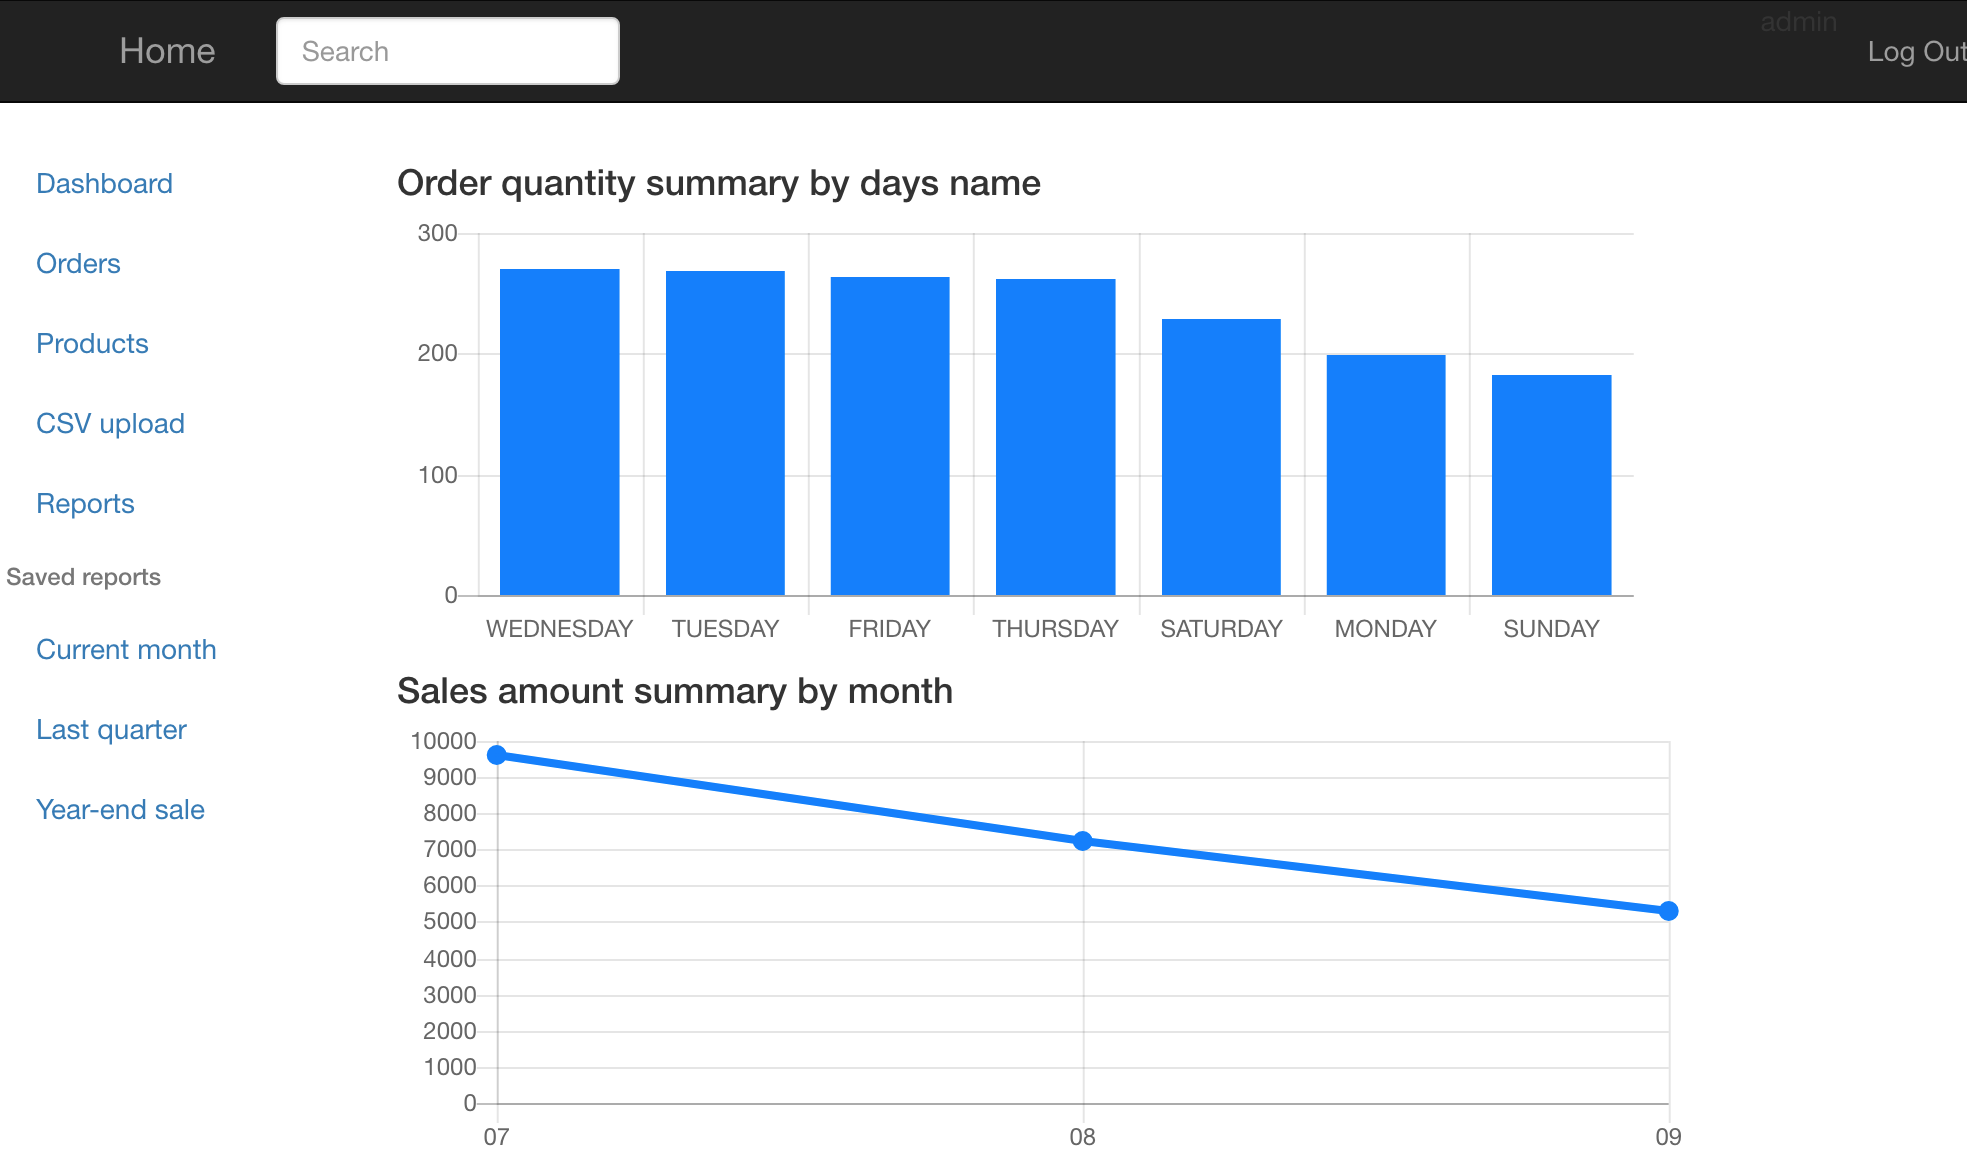 Home
Search
admin
Log Out
Dashboard
Orders
Products
CSV upload
Reports
Saved reports
Current month
Last quarter
Year-end sale
Order quantity summary by days name
300
200
100
0
WEDNESDAY TUESDAY FRIDAY THURSDAY SATURDAY MONDAY SUNDAY
Sales amount summary by month
10000
9000
8000
7000
6000
5000
4000
3000
2000
1000
0
07 08 09